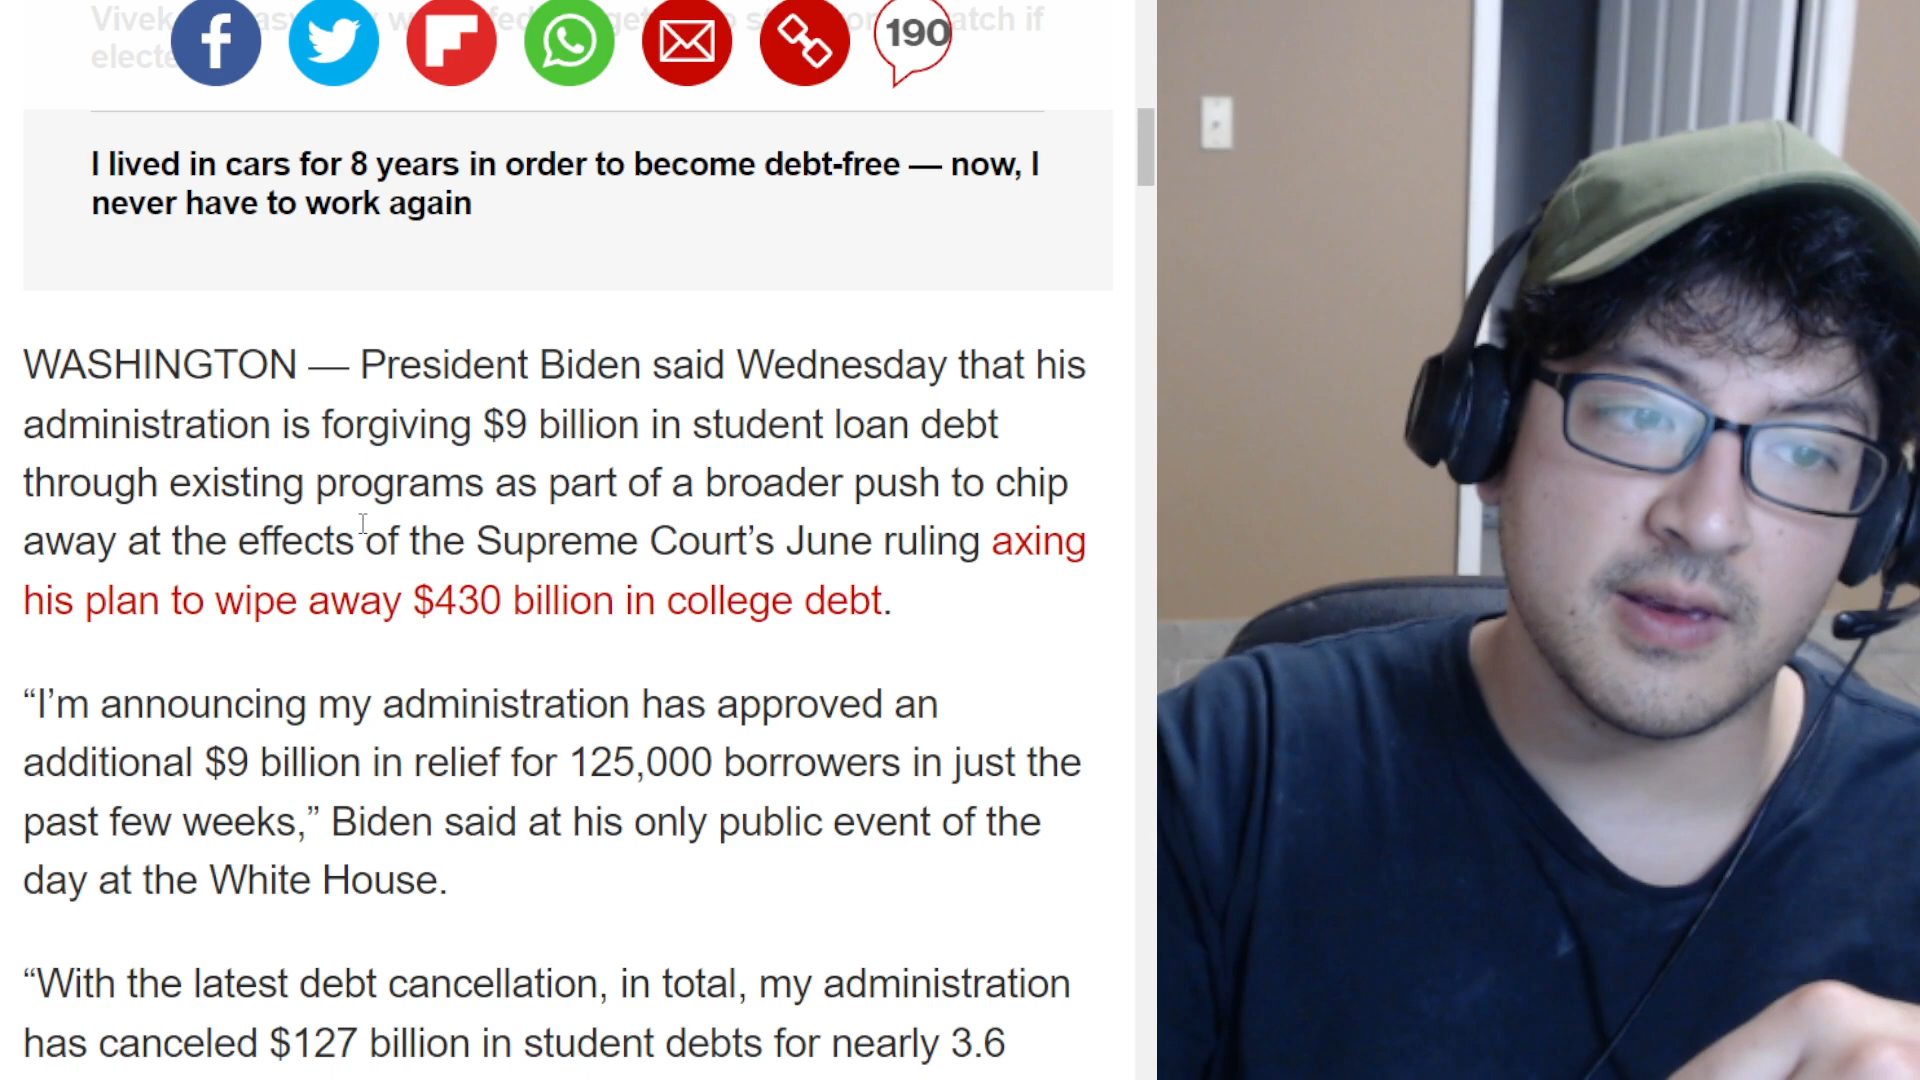 Vivek
atch if
electe
190
I lived in cars for 8 years in order to become debt-free — now, I
never have to work again
WASHINGTON — President Biden said Wednesday that his
administration is forgiving $9 billion in student loan debt
through existing programs as part of a broader push to chip
away at the effects of the Supreme Court’s June ruling axing
his plan to wipe away $430 billion in college debt.
“I’m announcing my administration has approved an
additional $9 billion in relief for 125,000 borrowers in just the
past few weeks,” Biden said at his only public event of the
day at the White House.
“With the latest debt cancellation, in total, my administration
has canceled $127 billion in student debts for nearly 3.6